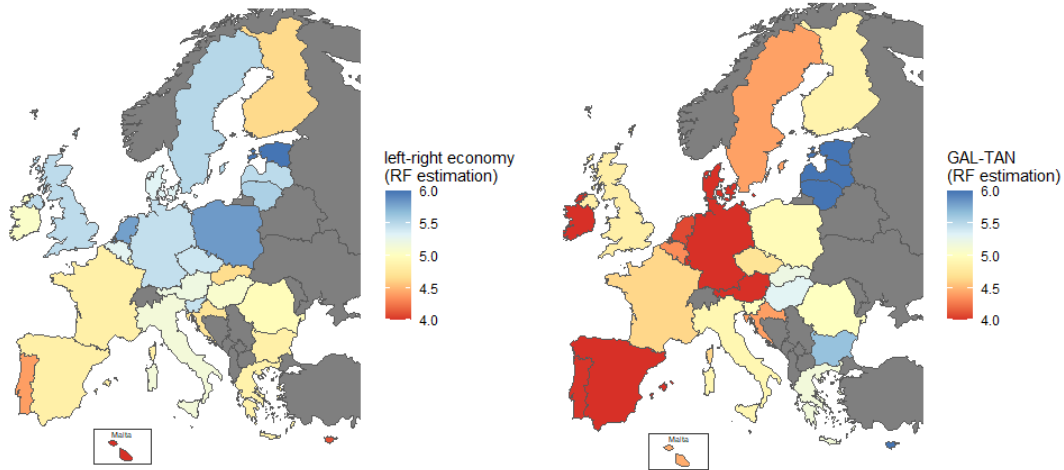 left-right economy
(RF estimation)
6.0
5.5
5.0
4.5
4.0
Malta
GAL-TAN
(RF estimation)
6.0
5.5
5.0
4.5
4.0
Malta